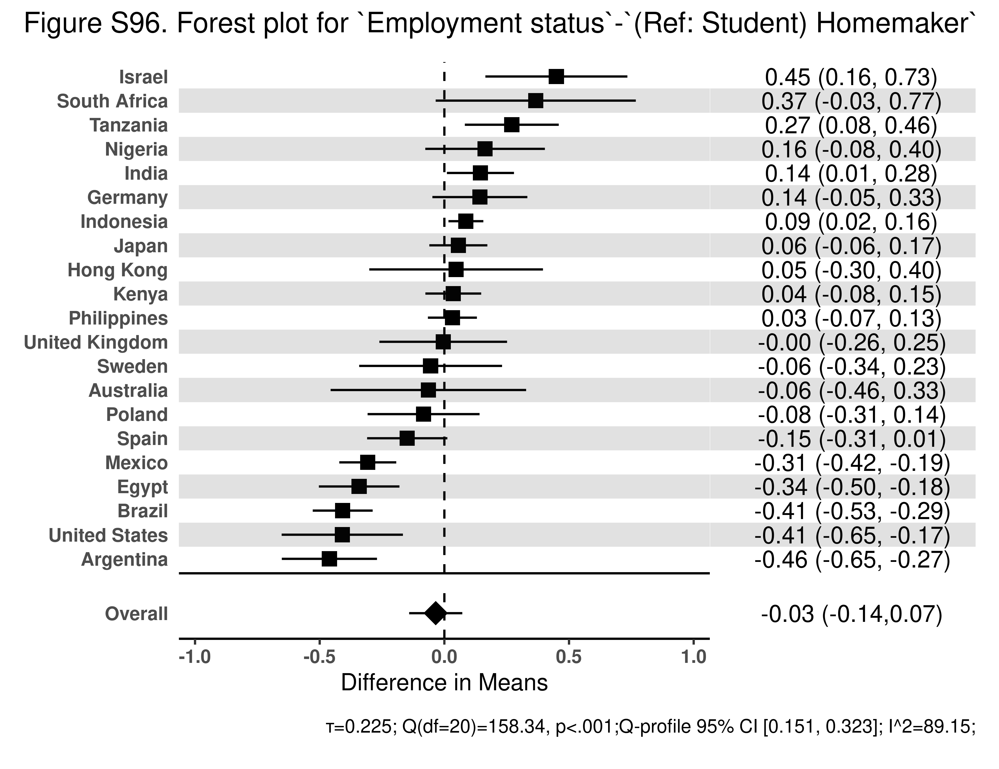 Figure S96. Forest plot for `Employment status`-`(Ref: Student) Homemaker`
Israel 0.45 (0.16, 0.73)
South Africa 0.37 (-0.03, 0.77)
Tanzania 0.27 (0.08, 0.46)
Nigeria 0.16 (-0.08, 0.40)
India 0.14 (0.01, 0.28)
Germany 0.14 (-0.05, 0.33)
Indonesia 0.09 (0.02, 0.16)
Japan 0.06 (-0.06, 0.17)
Hong Kong 0.05 (-0.30, 0.40)
Kenya 0.04 (-0.08, 0.15)
Philippines 0.03 (-0.07, 0.13)
United Kingdom -0.00 (-0.26, 0.25)
Sweden -0.06 (-0.34, 0.23)
Australia -0.06 (-0.46, 0.33)
Poland -0.08 (-0.31, 0.14)
Spain -0.15 (-0.31, 0.01)
Mexico -0.31 (-0.42, -0.19)
Egypt -0.34 (-0.50, -0.18)
Brazil -0.41 (-0.53, -0.29)
United States -0.41 (-0.65, -0.17)
Argentina -0.46 (-0.65, -0.27)
Overall -0.03 (-0.14,0.07)
-1.0 -0.5 0.0 0.5 1.0
Difference in Means
τ=0.225; Q(df=20)=158.34, p<.001;Q-profile 95% CI [0.151, 0.323]; I^2=89.15;